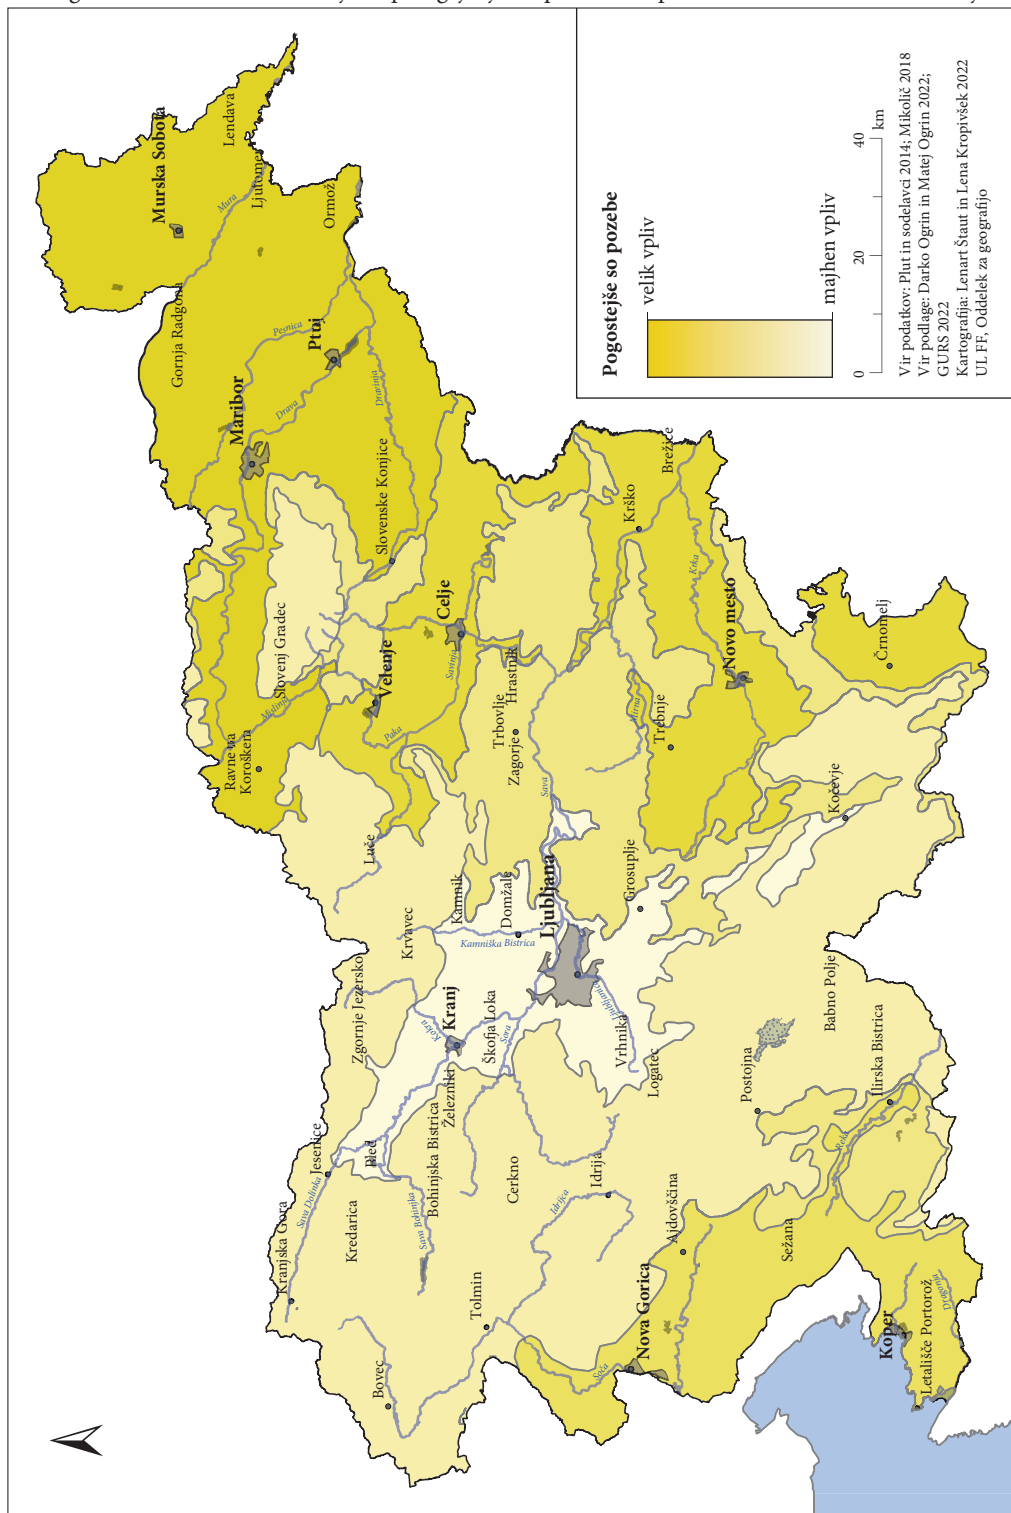 Murska Sobota
Lendava
Ljutomer
Mura
Ormož
Gornja Radgona
Pesnica
Ptuj
Maribor
Drava
Dravinja
Slovenske Konjice
Brežice
Krško
Krka
Celje
Novo mesto
Slovenj Gradec
Velenje
Savinja
Hrastnik
Črnomelj
Mislinja
Paka
Trbovlje
Zagorje
Mirna
Trebnje
Ravne na
Koroškem
Sava
Kočevje
Luče
Kamnik
Domžale
Ljubljana
Grosuplje
Krvavec
Kamniška Bistrica
Zgornje Jezersko
Kokra
Kranj
Škofja Loka
Sora
Ljubljanica
Vrhnika
Logatec
Babno Polje
Postojna
Ilirska Bistrica
Železniki
Jesenice
Bled
Bohinjska Bistrica
Cerkno
Idrija
Reka
Kranjska Gora
Sava Dolinka
Kredarica
Sava Bohinjka
Idrijca
Ajdovščina
Sežana
Tolmin
Nova Gorica
Koper
Dragonja
Letališče Portorož
Bovec
Soča
Pogostejše so pozebe
velik vpliv
majhen vpliv
0 20 40
km
Vir podatkov: Plut in sodelavci 2014; Mikolič 2018
Vir podlage: Darko Ogrin in Matej Ogrin 2022;
GURS 2022
Kartografija: Lenart Štaut in Lena Kropivšek 2022
UL FF, Oddelek za geografijo